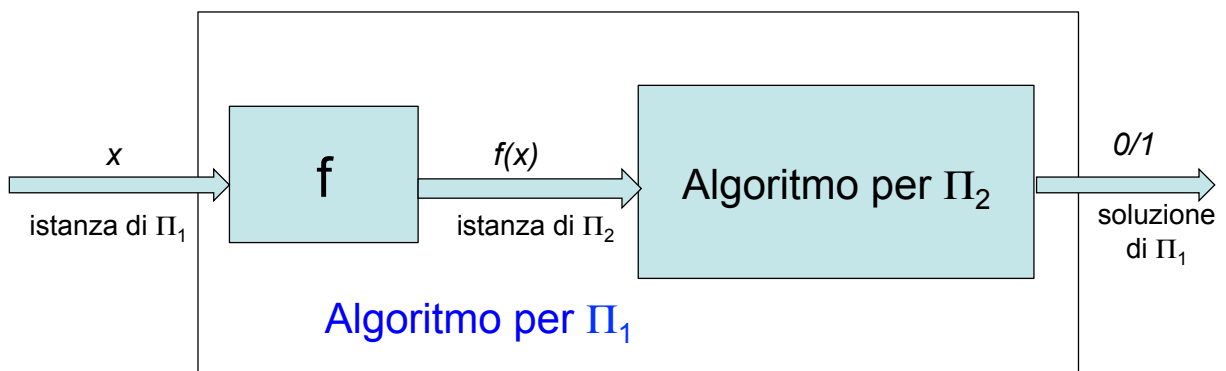 x
istanza di Π₁
f
f(x)
istanza di Π₂
Algoritmo per Π₂
0/1
soluzione
di Π₁
Algoritmo per Π₁